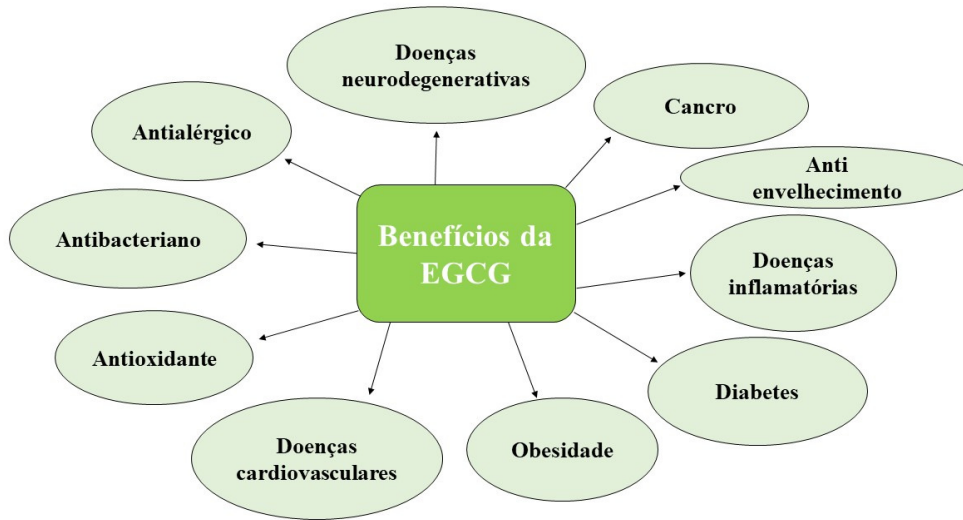 Doenças
neurodegenerativas
Cancro
Antialérgico
Anti
envelhecimento
Antibacteriano
Benefícios da
EGCG
Doenças
inflamatórias
Antioxidante
Diabetes
Doenças
cardiovasculares
Obesidade